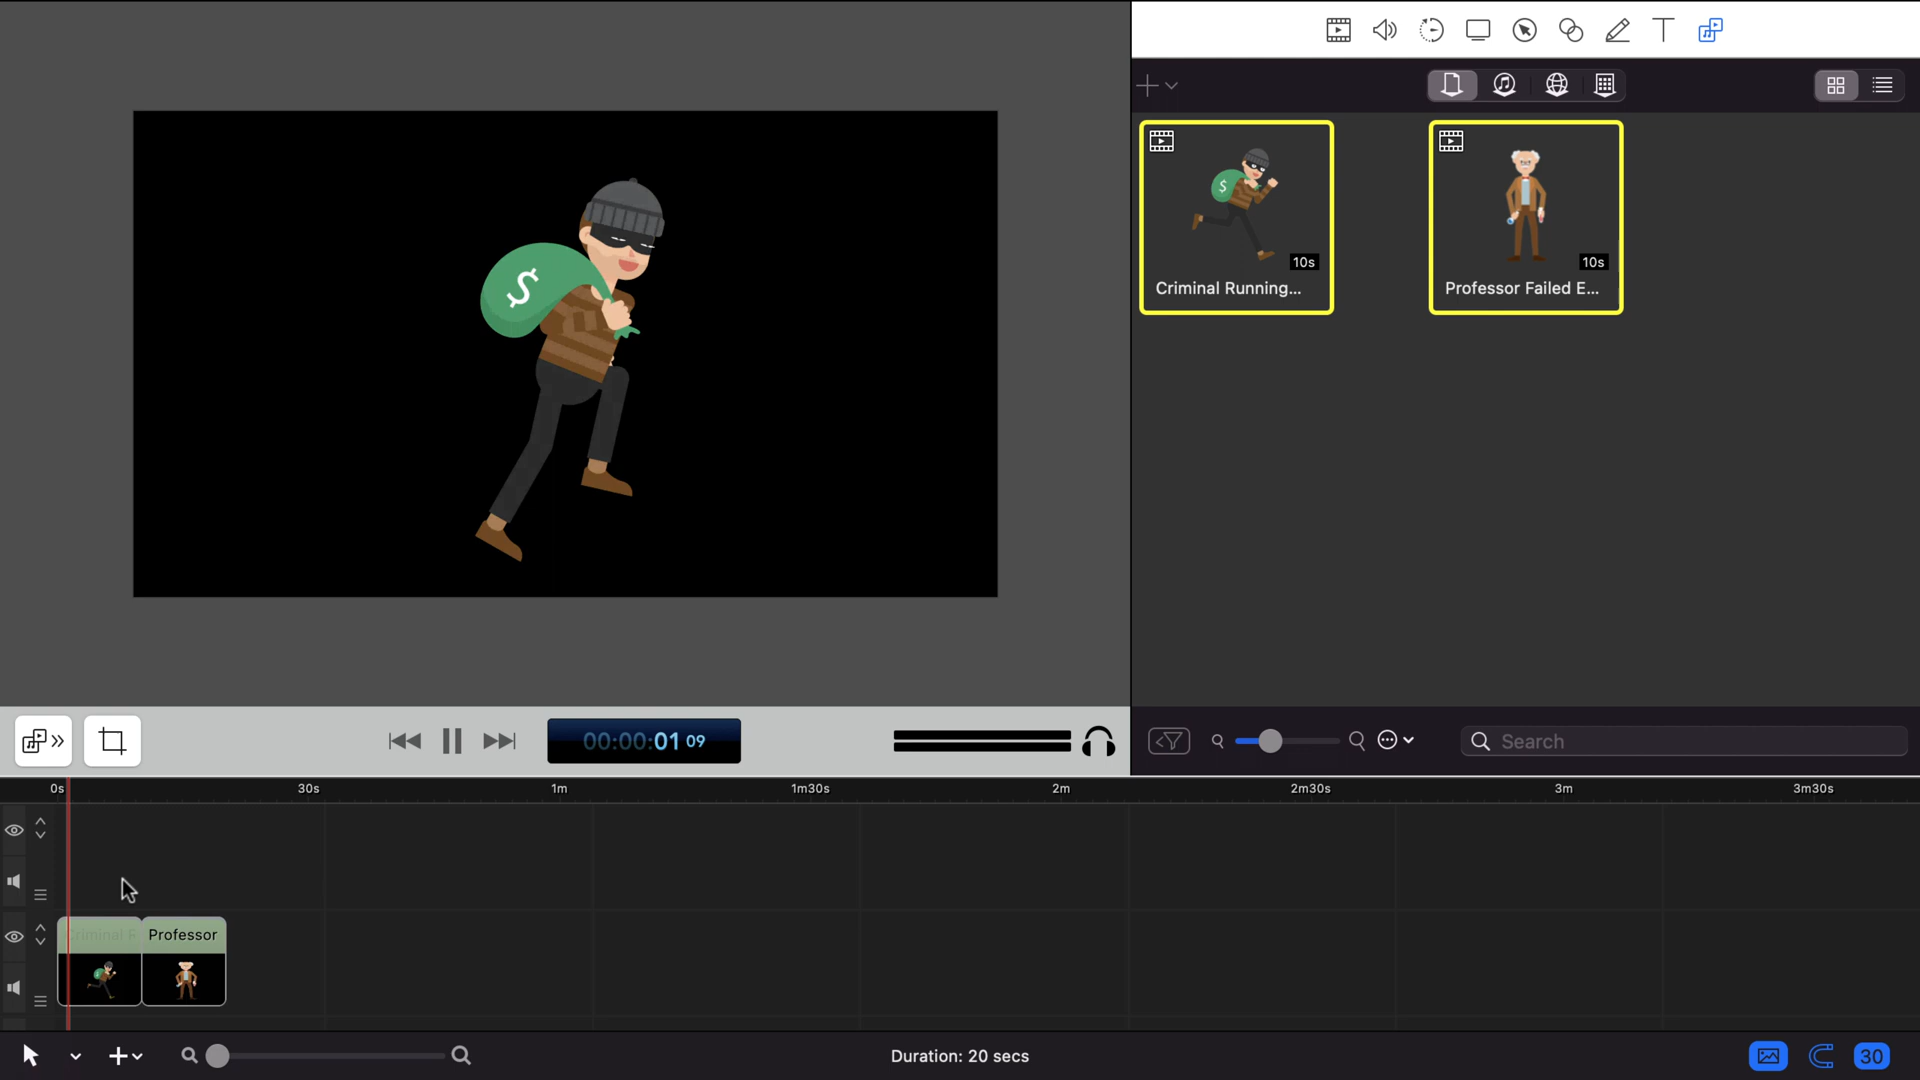 10s
Criminal Running...
10s
Professor Failed E...
$
$
00:00:01 09
Search
0s
30s
1m
1m30s
2m
2m30s
3m
3m30s
Criminal R
Professor
Duration: 20 secs
30